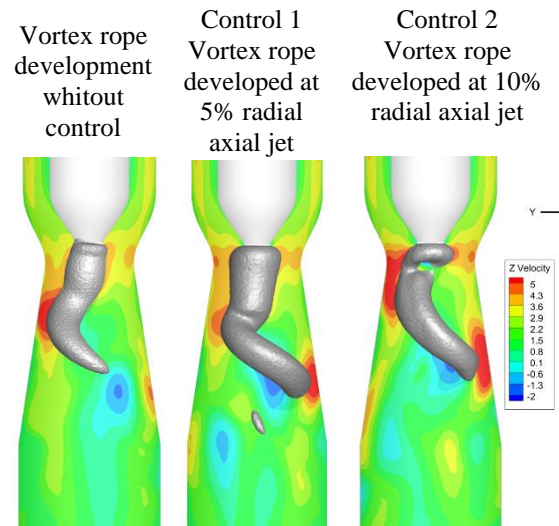 Vortex rope
development
whitout
control
Control 1
Vortex rope
developed at
5% radial
axial jet
Control 2
Vortex rope
developed at 10%
radial axial jet
Y
Z Velocity
5
4.3
3.6
2.9
2.2
1.5
0.8
0.1
-0.6
-1.3
-2